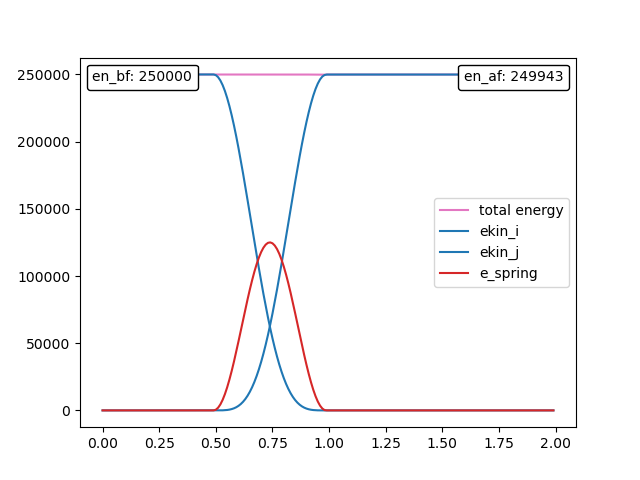 250000
200000
150000
100000
50000
0
en_bf: 250000
en_af: 249943
total energy
ekin_i
ekin_j
e_spring
0.00 0.25 0.50 0.75 1.00 1.25 1.50 1.75 2.00